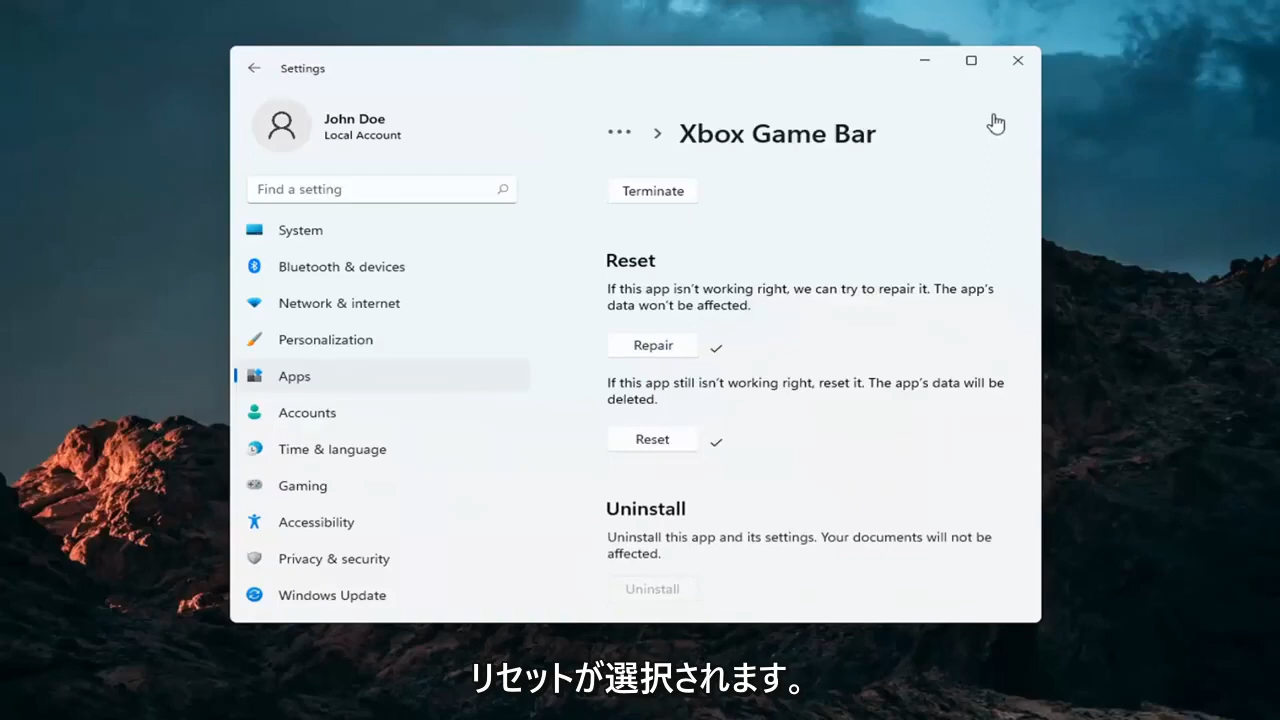 Settings
John Doe
Local Account
Find a setting
System
Bluetooth & devices
Network & internet
Personalization
Apps
Accounts
Time & language
Gaming
Accessibility
Privacy & security
Windows Update
··· > Xbox Game Bar
Terminate
Reset
If this app isn't working right, we can try to repair it. The app's
data won't be affected.
Repair
If this app still isn't working right, reset it. The app's data will be
deleted.
Reset
Uninstall
Uninstall this app and its settings. Your documents will not be
affected.
Uninstall
リセットが選択されます。